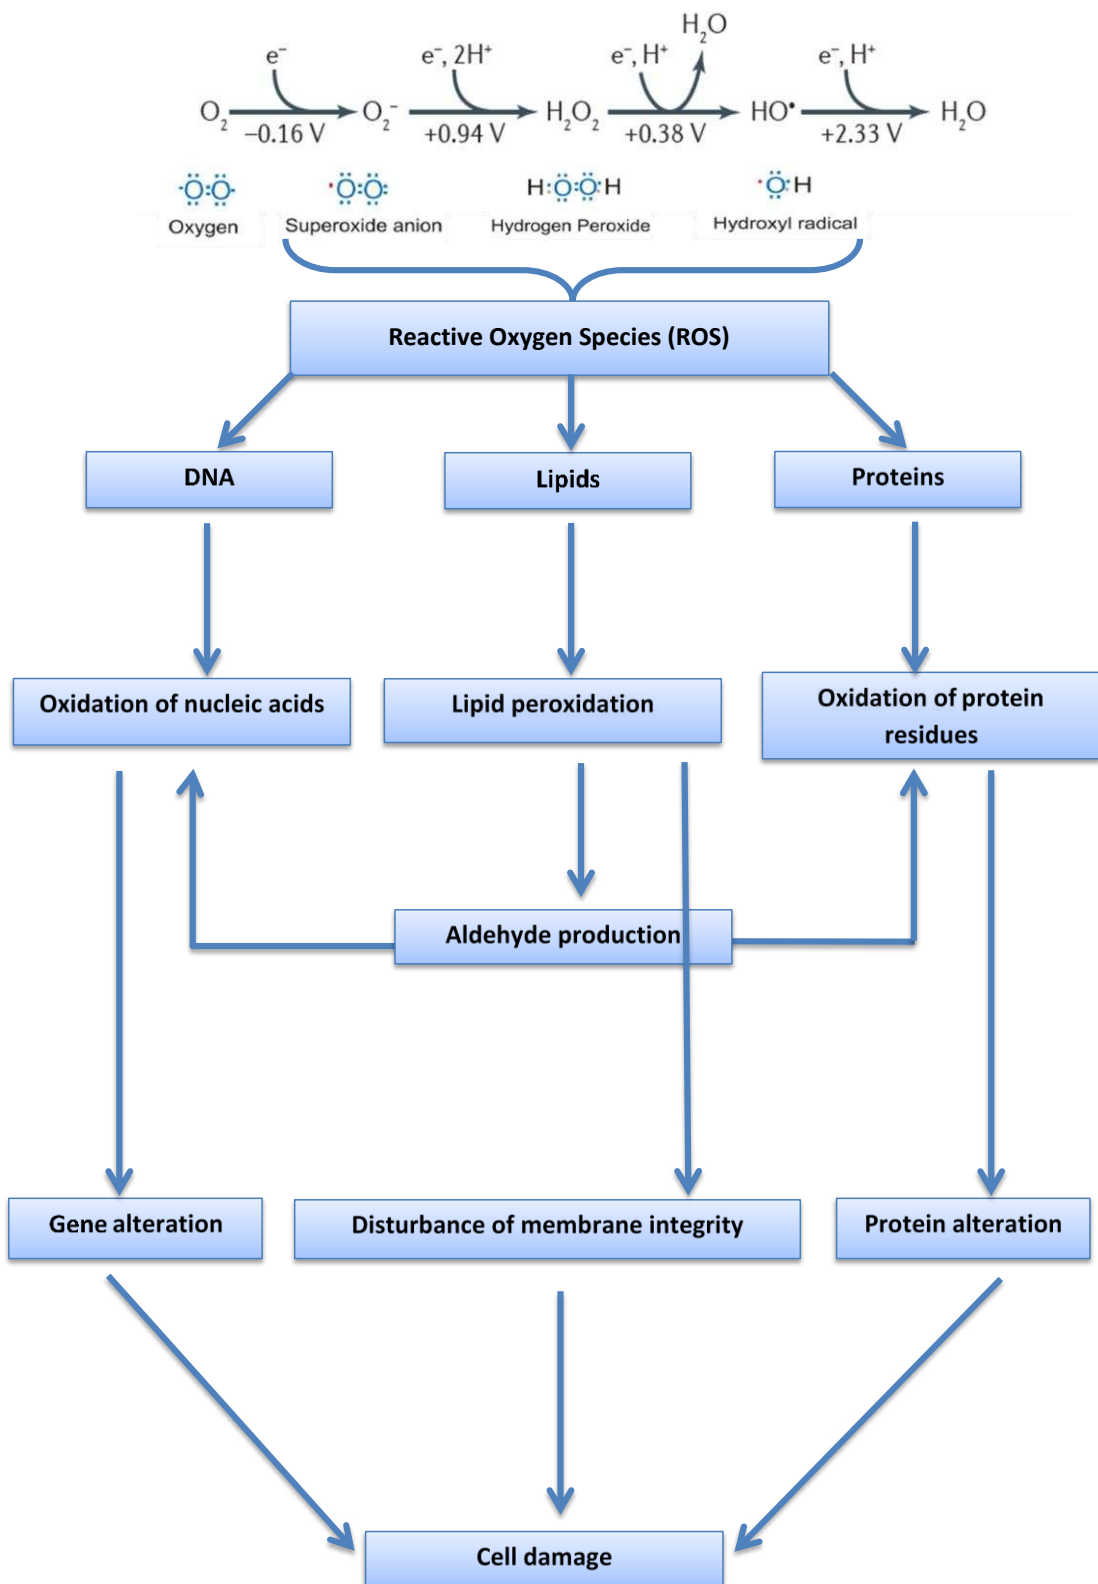 H₂O
e⁻ e⁻, 2H⁺ e⁻, H⁺ e⁻, H⁺
O₂ O₂⁻ H₂O₂ HO• H₂O
−0.16 V +0.94 V +0.38 V +2.33 V
·O:O· ·O:O: H:O:O:H ·O:H
Oxygen Superoxide anion Hydrogen Peroxide Hydroxyl radical
Reactive Oxygen Species (ROS)
DNA Lipids Proteins
Oxidation of nucleic acids Lipid peroxidation Oxidation of protein
residues
Aldehyde production
Gene alteration Disturbance of membrane integrity Protein alteration
Cell damage